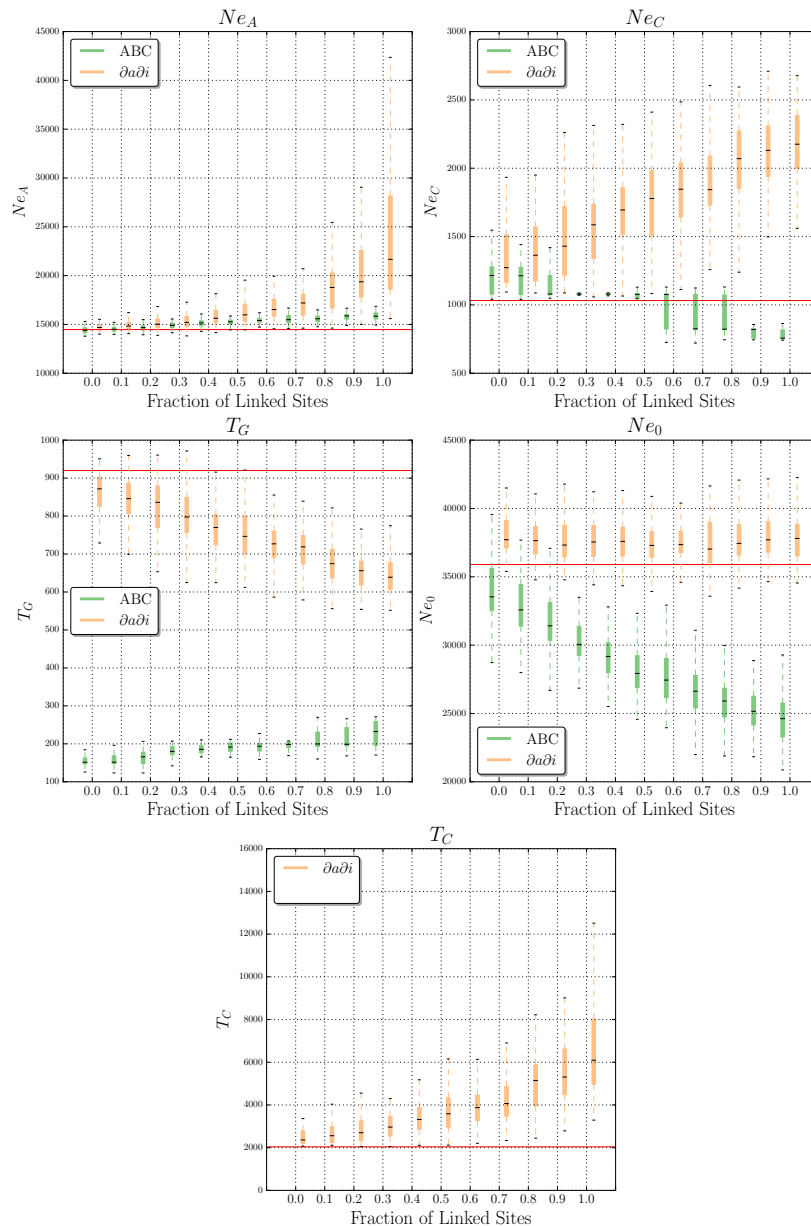 Ne_A
45000
40000
35000
30000
25000
20000
15000
10000
Ne_A
ABC
∂a∂i
0.0 0.1 0.2 0.3 0.4 0.5 0.6 0.7 0.8 0.9 1.0
Fraction of Linked Sites
Ne_C
3000
2500
2000
1500
1000
500
Ne_C
ABC
∂a∂i
0.0 0.1 0.2 0.3 0.4 0.5 0.6 0.7 0.8 0.9 1.0
Fraction of Linked Sites
T_G
1000
900
800
700
600
500
400
300
200
100
T_G
ABC
∂a∂i
0.0 0.1 0.2 0.3 0.4 0.5 0.6 0.7 0.8 0.9 1.0
Fraction of Linked Sites
Ne_0
45000
40000
35000
30000
25000
20000
Ne_0
ABC
∂a∂i
0.0 0.1 0.2 0.3 0.4 0.5 0.6 0.7 0.8 0.9 1.0
Fraction of Linked Sites
T_C
16000
14000
12000
10000
8000
6000
4000
2000
0
T_C
∂a∂i
0.0 0.1 0.2 0.3 0.4 0.5 0.6 0.7 0.8 0.9 1.0
Fraction of Linked Sites